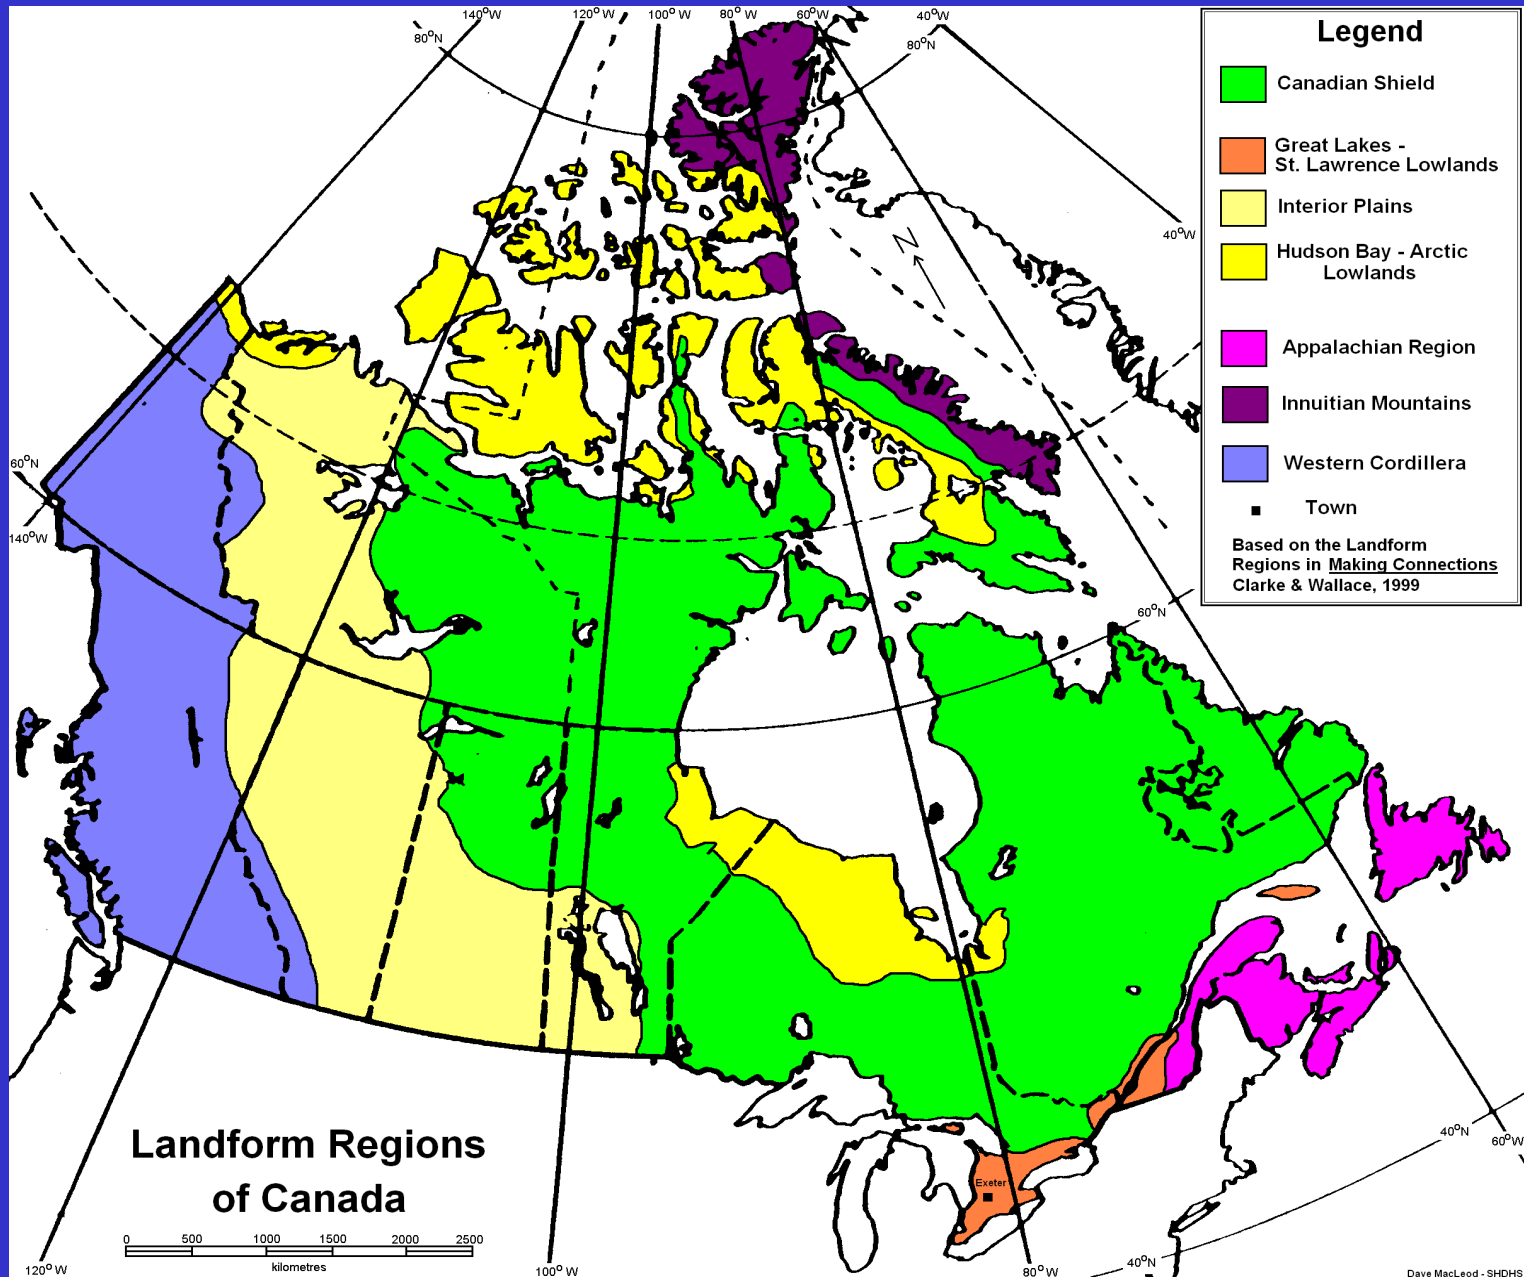 140°W
120°W
100°W
80°W
60°W
40°W
80°N
80°N
Legend
Canadian Shield
Great Lakes -
St. Lawrence Lowlands
Interior Plains
Hudson Bay - Arctic
Lowlands
Appalachian Region
Innuitian Mountains
Western Cordillera
Town
Based on the Landform
Regions in Making Connections
Clarke & Wallace, 1999
40°W
N
60°N
140°W
60°N
Landform Regions
of Canada
0 500 1000 1500 2000 2500
kilometres
Exeter
40°N
60°W
40°N
120°W
100°W
80°W
Dave MacLeod - SHDHS